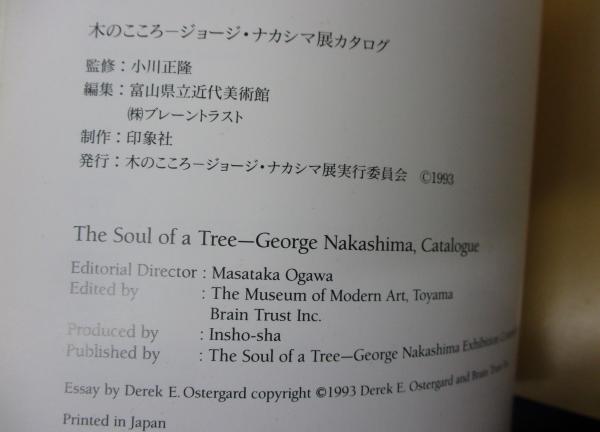 木のこころージョージ・ナカシマ展カタログ
監修：小川正隆
編集：富山県立近代美術館
㈱ブレーントラスト
制作：印象社
発行：木のこころージョージ・ナカシマ展実行委員会 ©1993
The Soul of a Tree—George Nakashima, Catalogue
Editorial Director : Masataka Ogawa
Edited by : The Museum of Modern Art, Toyama
Brain Trust Inc.
Produced by : Insho-sha
Published by : The Soul of a Tree—George Nakashima Exhibition
Essay by Derek E. Ostergard copyright ©1993 Derek E. Ostergard and Brain Trust
Printed in Japan